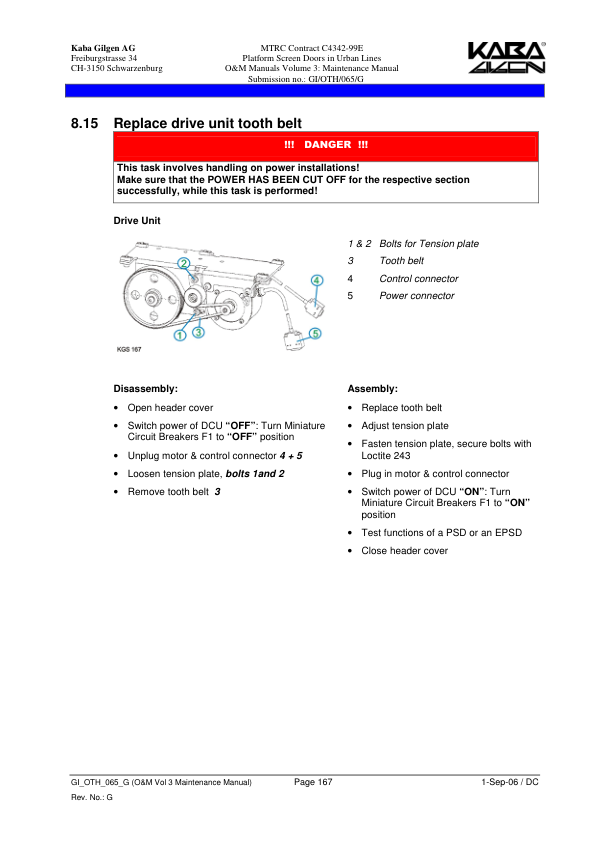 Kaba Gilgen AG
Freiburgstrasse 34
CH-3150 Schwarzenburg
MTRC Contract C4342-99E
Platform Screen Doors in Urban Lines
O&M Manuals Volume 3: Maintenance Manual
Submission no.: GI/OTH/065/G
KABA®
GILGEN
8.15 Replace drive unit tooth belt
!!! DANGER !!!
This task involves handling on power installations!
Make sure that the POWER HAS BEEN CUT OFF for the respective section
successfully, while this task is performed!
Drive Unit
1 & 2 Bolts for Tension plate
3 Tooth belt
4 Control connector
5 Power connector
2
4
1
3
5
KGS 167
Disassembly:
• Open header cover
• Switch power of DCU “OFF”: Turn Miniature
Circuit Breakers F1 to “OFF” position
• Unplug motor & control connector 4 + 5
• Loosen tension plate, bolts 1and 2
• Remove tooth belt 3
Assembly:
• Replace tooth belt
• Adjust tension plate
• Fasten tension plate, secure bolts with
Loctite 243
• Plug in motor & control connector
• Switch power of DCU “ON”: Turn
Miniature Circuit Breakers F1 to “ON”
position
• Test functions of a PSD or an EPSD
• Close header cover
GI_OTH_065_G (O&M Vol 3 Maintenance Manual) Page 167 1-Sep-06 / DC
Rev. No.: G